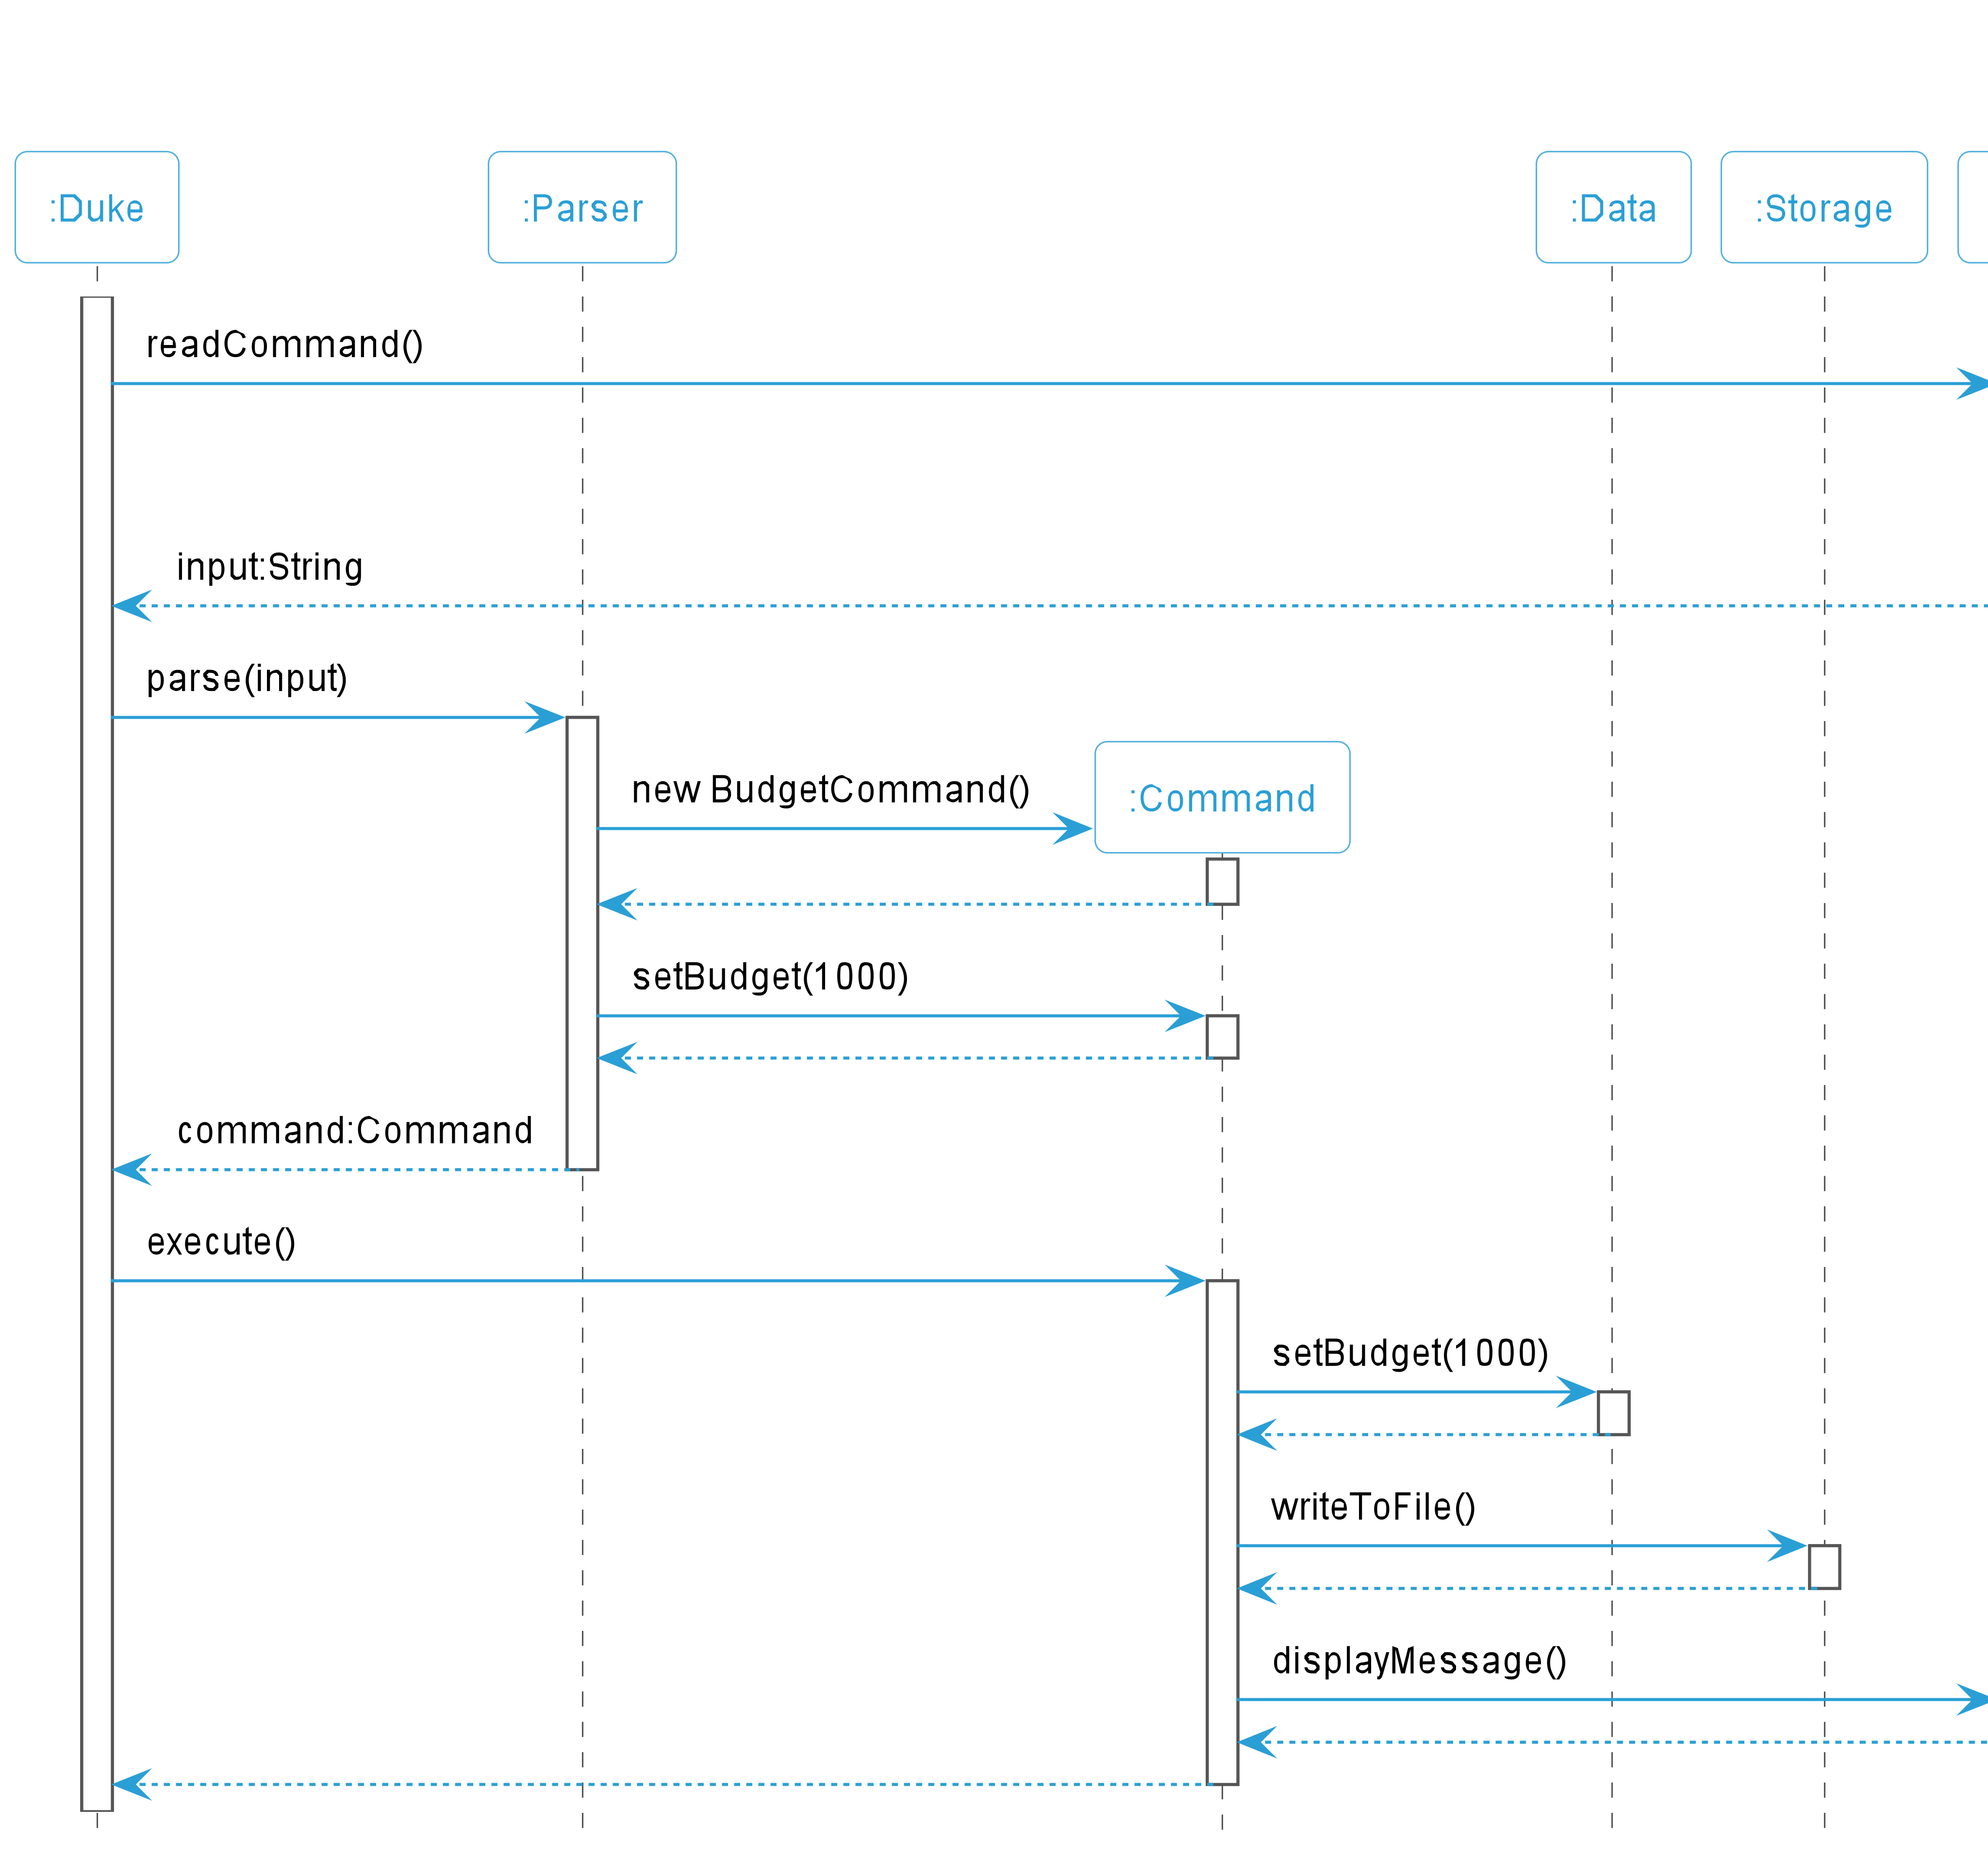 :Duke
:Parser
:Data
:Storage
readCommand()
input:String
parse(input)
new BudgetCommand()
:Command
setBudget(1000)
command:Command
execute()
setBudget(1000)
writeToFile()
displayMessage()